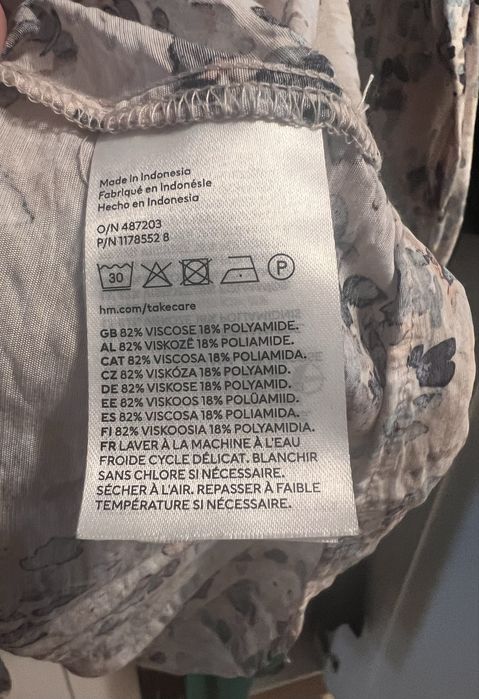 Made in Indonesia
Fabriqué en Indonésie
Hecho en Indonesia
O/N 487203
P/N 1178552 8
30 P
hm.com/takecare
GB 82% VISCOSE 18% POLYAMIDE.
AL 82% VISKOZË 18% POLIAMIDE.
CAT 82% VISCOSA 18% POLIAMIDA.
CZ 82% VISKÓZA 18% POLYAMID.
DE 82% VISKOSE 18% POLYAMID.
EE 82% VISKOOS 18% POLÜAMIID.
ES 82% VISCOSA 18% POLIAMIDA.
FI 82% VISKOOSIA 18% POLYAMIDIA.
FR LAVER À LA MACHINE À L'EAU
FROIDE CYCLE DÉLICAT. BLANCHIR
SANS CHLORE SI NÉCESSAIRE.
SÉCHER À L'AIR. REPASSER À FAIBLE
TEMPÉRATURE SI NÉCESSAIRE.